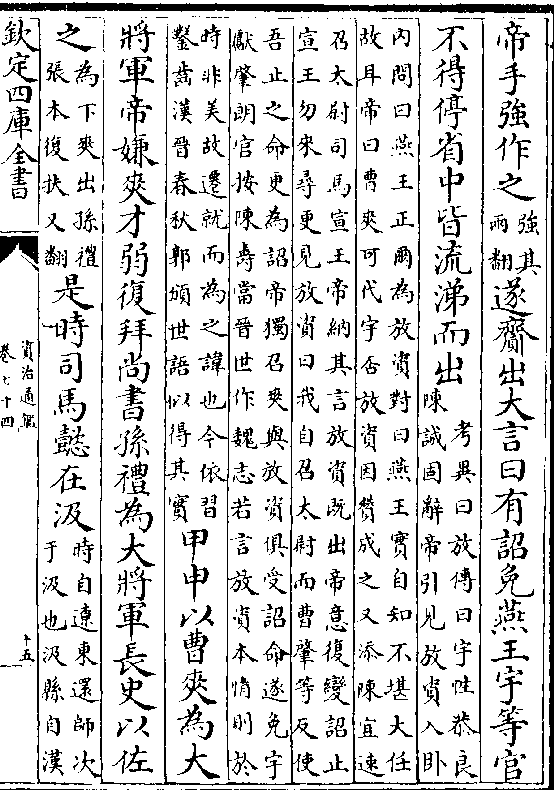 帝手強作之強其兩翻遂齎出大言曰有詔免燕王宇等官
不得停省中皆流涕而出考異曰放傳曰宇性恭良
陳誠固辭帝引見放資入卧
内問曰燕王正爾為放資對曰燕王實自知不堪大任
故耳帝曰曹爽可代宇否放資因贊成之又添陳宜速
召太尉司馬宣王帝納其言放資既出帝意復變詔止
宣王勿來尋更見放資曰我自召太尉而曹肇等反使
吾止之命更為詔帝獨召爽與放資俱受詔命遂免宇
獻肇朗官按陳壽當晉世作魏志若言放資本情則於
時非美故遷就而為之諱也今依習
鑿齒漢晉春秋郭頒世語似得其實甲申以曹爽為大
將軍帝嫌爽才弱復拜尚書孫禮為大將軍長史以佐
之為下爽出孫禮
張本復扶又翻是時司馬懿在汲時自遼東還師次
于汲也汲縣自漢
欽定四庫全書
資治通鑑
卷七十四
十五